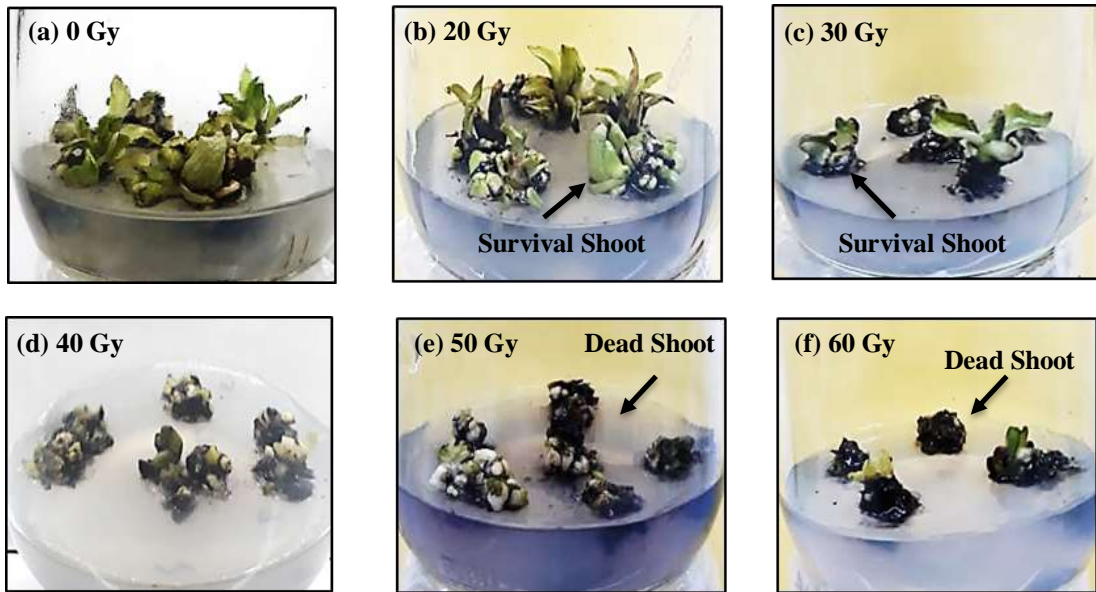 (a) 0 Gy
(b) 20 Gy
Survival Shoot
(c) 30 Gy
Survival Shoot
(d) 40 Gy
(e) 50 Gy
Dead Shoot
(f) 60 Gy
Dead Shoot